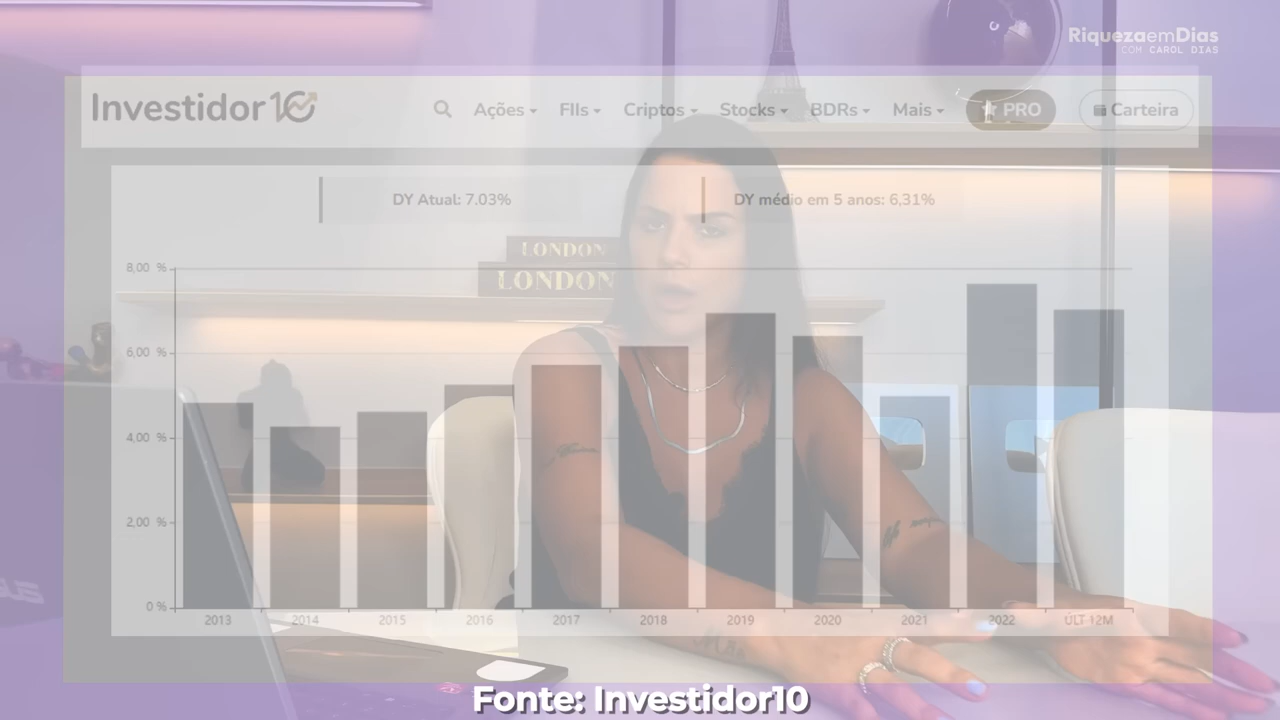 RiquezaemDias
COM CAROL DIAS
Investidor10
Ações
FIIs
Criptos
Stocks
BDRs
Mais
PRO
Carteira
DY Atual: 7.03%
DY médio em 5 anos: 6,31%
LONDON
LONDON
8,00 %
6,00 %
4,00 %
2,00 %
0 %
2013
2014
2015
2016
2017
2018
2019
2020
2021
2022
ÚLT 12M
Fonte: Investidor10